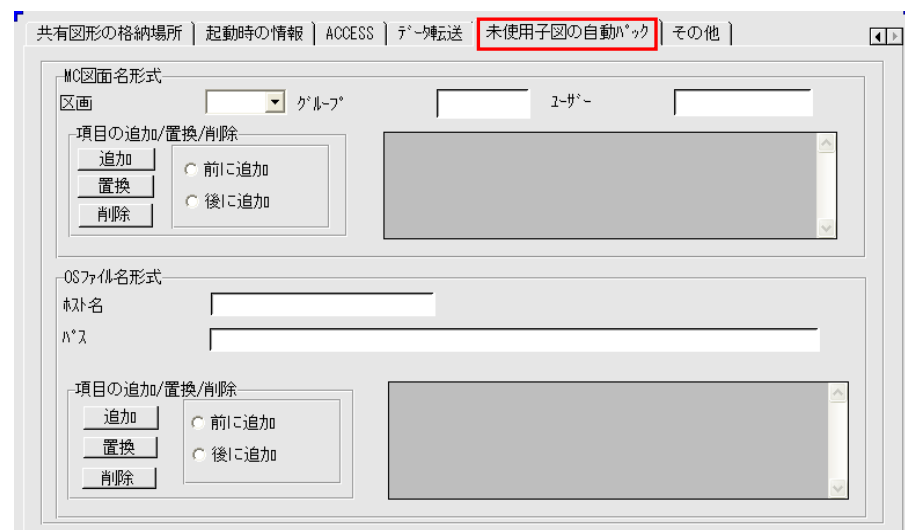 共有図形の格納場所 起動時の情報 ACCESS ﾃﾞｰﾀ転送 未使用子図の自動ﾊﾟｯｸ その他
MC図面名形式
区画 ｸﾞﾙｰﾌﾟ ﾕｰｻﾞｰ
項目の追加/置換/削除
追加
前に追加
置換
後に追加
削除
OSﾌｧｲﾙ名形式
ﾎｽﾄ名
ﾊﾟｽ
項目の追加/置換/削除
追加
前に追加
置換
後に追加
削除